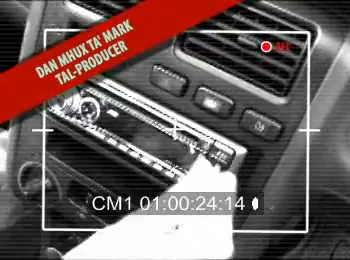 DAN MHUX TA' MARK
TAL-PRODUCER
REC
CM1 01:00:24:14